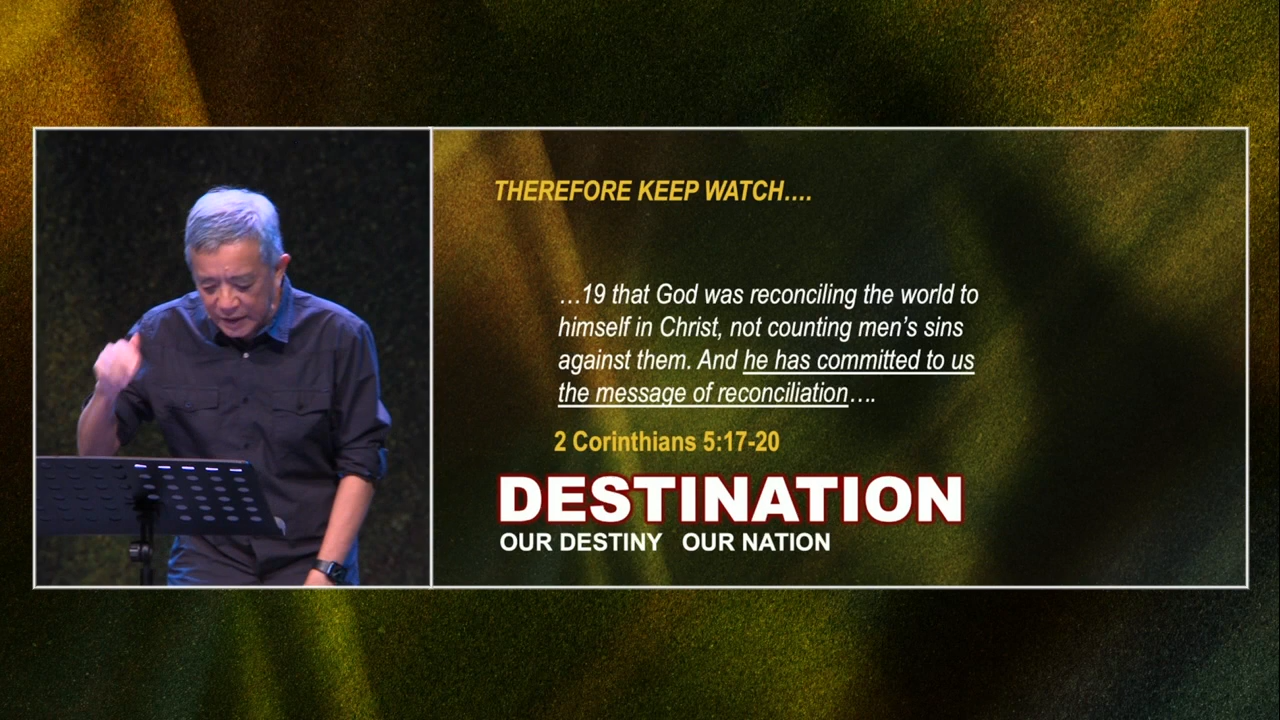 THEREFORE KEEP WATCH....
…19 that God was reconciling the world to
himself in Christ, not counting men’s sins
against them. And he has committed to us
the message of reconciliation….
2 Corinthians 5:17-20
DESTINATION
OUR DESTINY OUR NATION